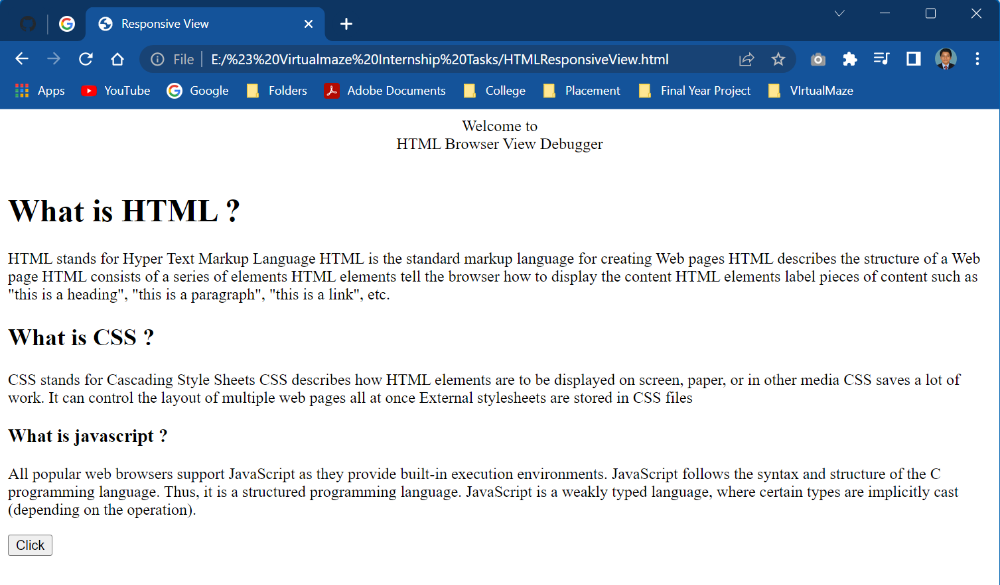 Responsive View
File
E:/%23%20Virtualmaze%20Internship%20Tasks/HTMLResponsiveView.html
Apps YouTube Google Folders Adobe Documents College Placement Final Year Project VIrtualMaze
Welcome to
HTML Browser View Debugger
What is HTML ?
HTML stands for Hyper Text Markup Language HTML is the standard markup language for creating Web pages HTML describes the structure of a Web
page HTML consists of a series of elements HTML elements tell the browser how to display the content HTML elements label pieces of content such as
"this is a heading", "this is a paragraph", "this is a link", etc.
What is CSS ?
CSS stands for Cascading Style Sheets CSS describes how HTML elements are to be displayed on screen, paper, or in other media CSS saves a lot of
work. It can control the layout of multiple web pages all at once External stylesheets are stored in CSS files
What is javascript ?
All popular web browsers support JavaScript as they provide built-in execution environments. JavaScript follows the syntax and structure of the C
programming language. Thus, it is a structured programming language. JavaScript is a weakly typed language, where certain types are implicitly cast
(depending on the operation).
Click